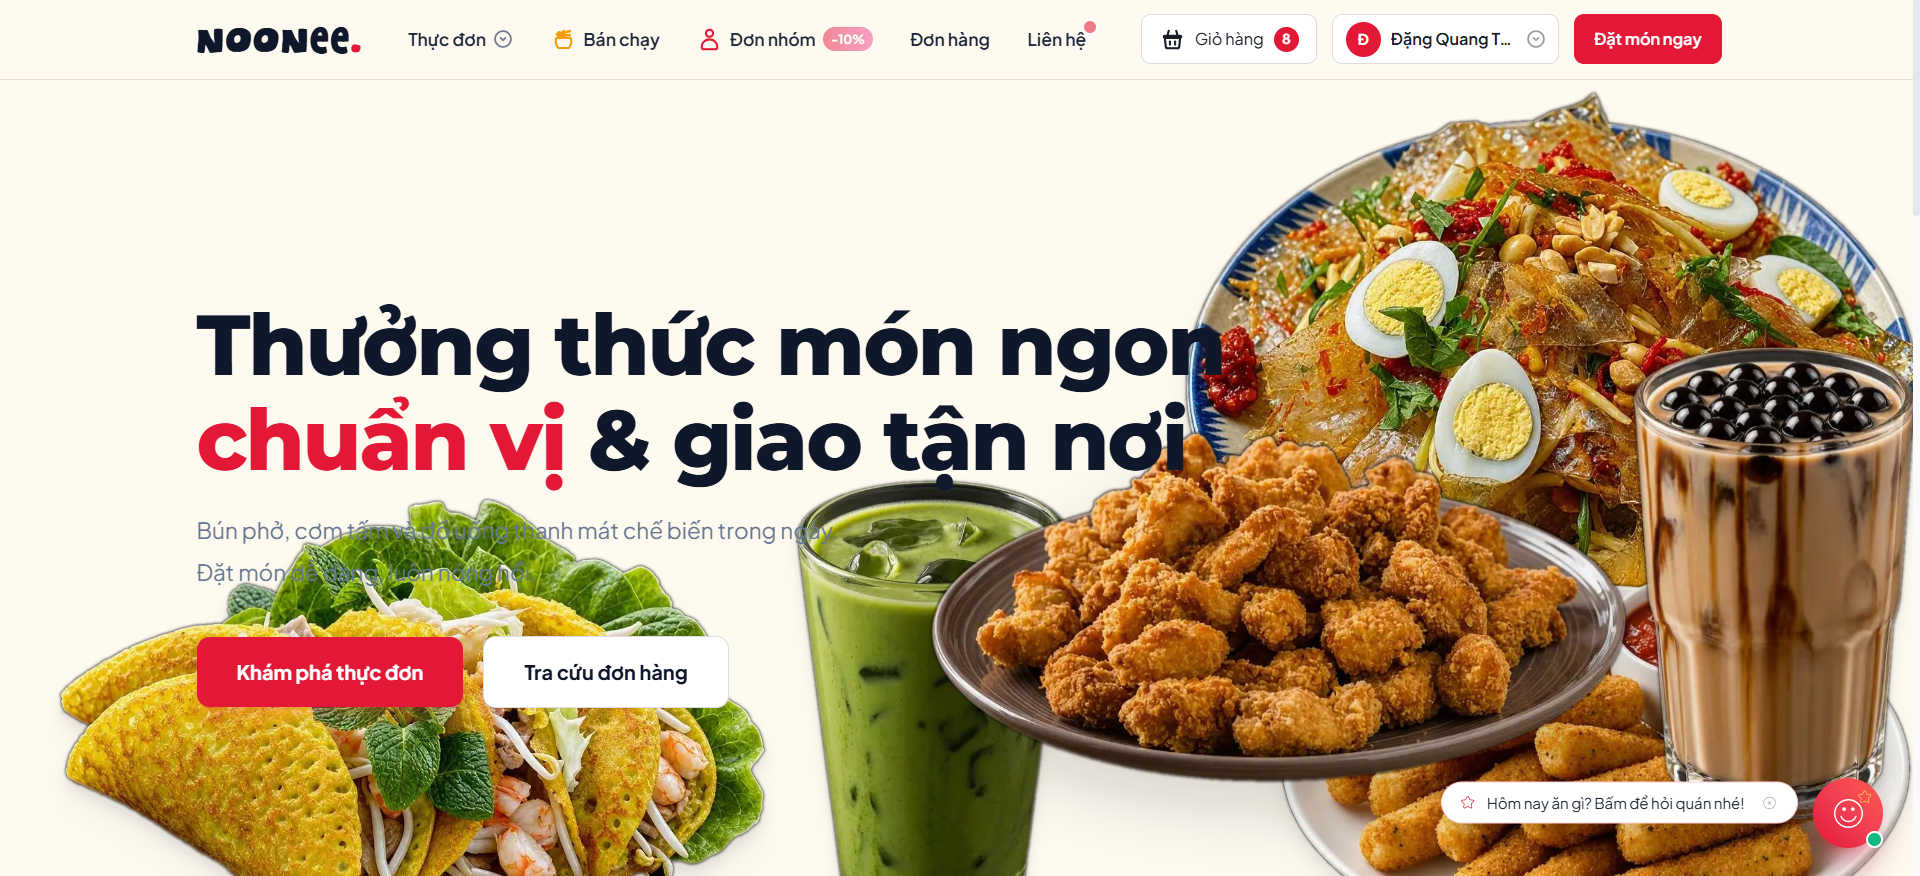 NOONee.
Thực đơn
Bán chạy
Đơn nhóm -10%
Đơn hàng
Liên hệ
Giỏ hàng 8
Đ Đặng Quang T...
Đặt món ngay
Thưởng thức món ngon
chuẩn vị & giao tận nơi
Bún phở, cơm tấm và đồ uống thanh mát chế biến trong ngày.
Đặt món dễ dàng, luôn nóng hổi.
Khám phá thực đơn
Tra cứu đơn hàng
Hôm nay ăn gì? Bấm để hỏi quán nhé!